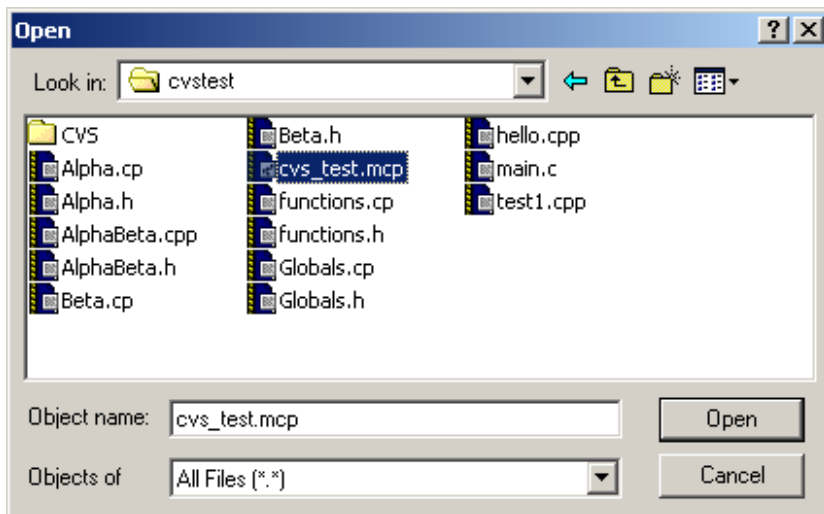 Open
Look in: cvstest
CVS
Alpha.cp
Alpha.h
AlphaBeta.cpp
AlphaBeta.h
Beta.cp
Beta.h
cvs_test.mcp
functions.cp
functions.h
Globals.cp
Globals.h
hello.cpp
main.c
test1.cpp
Object name: cvs_test.mcp
Open
Objects of All Files (*.*)
Cancel